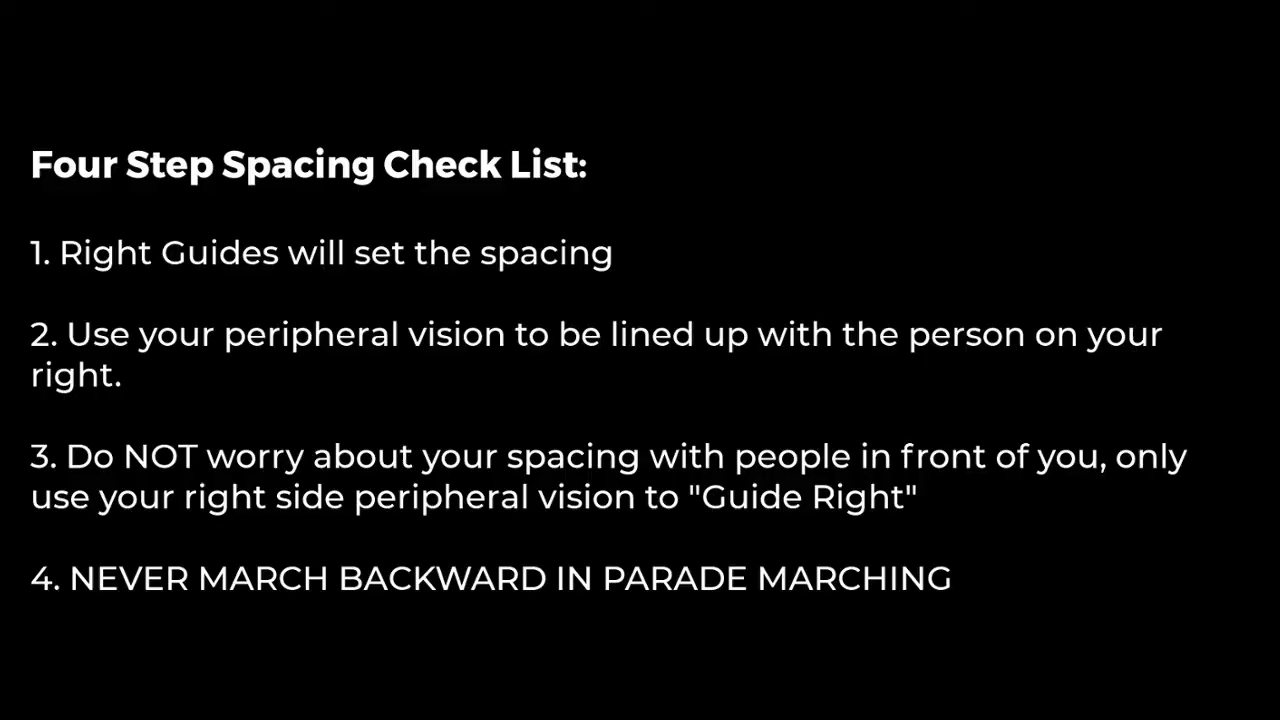 Four Step Spacing Check List:
1. Right Guides will set the spacing
2. Use your peripheral vision to be lined up with the person on your
right.
3. Do NOT worry about your spacing with people in front of you, only
use your right side peripheral vision to "Guide Right"
4. NEVER MARCH BACKWARD IN PARADE MARCHING